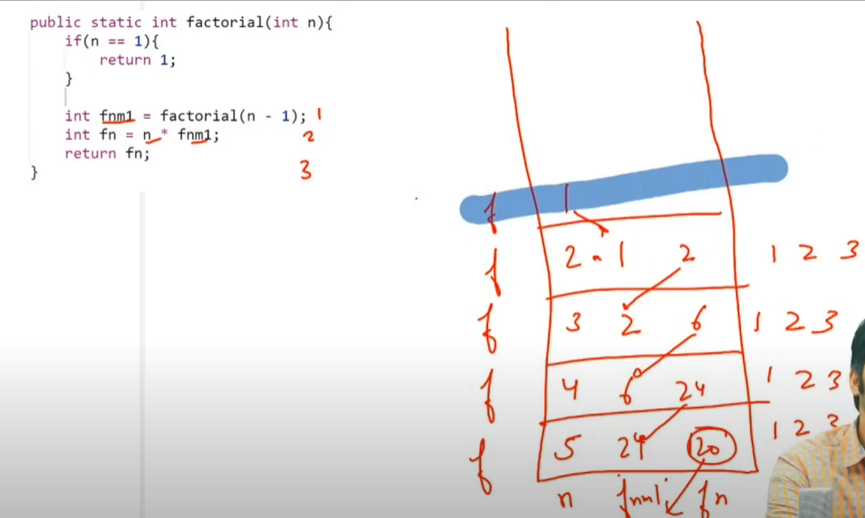 public static int factorial(int n){
if(n == 1){
return 1;
}
int fnm1 = factorial(n - 1); 1
int fn = n * fnm1; 2
return fn;
3
}
f 1
f 2 1 2 1 2 3
f 3 2 6 1 2 3
f 4 6 24 1 2 3
f 5 24 120 1 2 3
n fnm1 fn